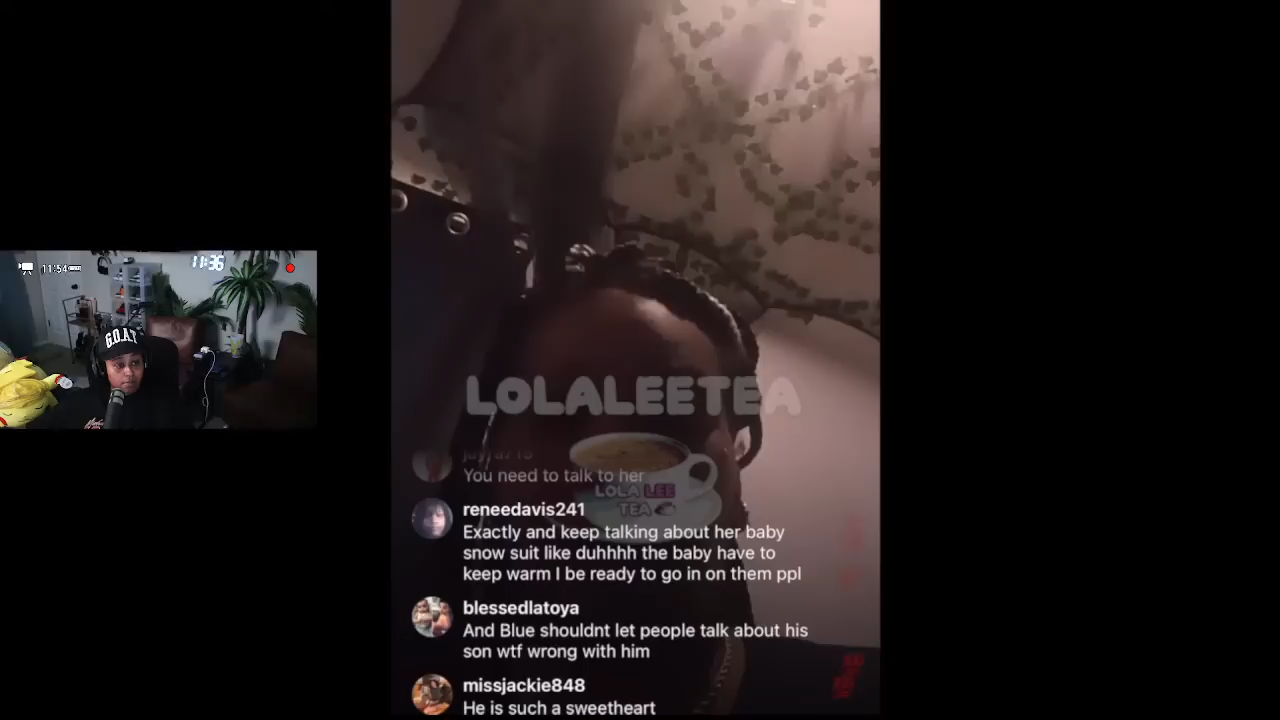 11:54
11:36
G.O.A.T
LOLALEETEA
LOLA LEE
TEA
You need to talk to her
reneedavis241
Exactly and keep talking about her baby
snow suit like duhhhh the baby have to
keep warm I be ready to go in on them ppl
blessedlatoya
And Blue shouldnt let people talk about his
son wtf wrong with him
missjackie848
He is such a sweetheart